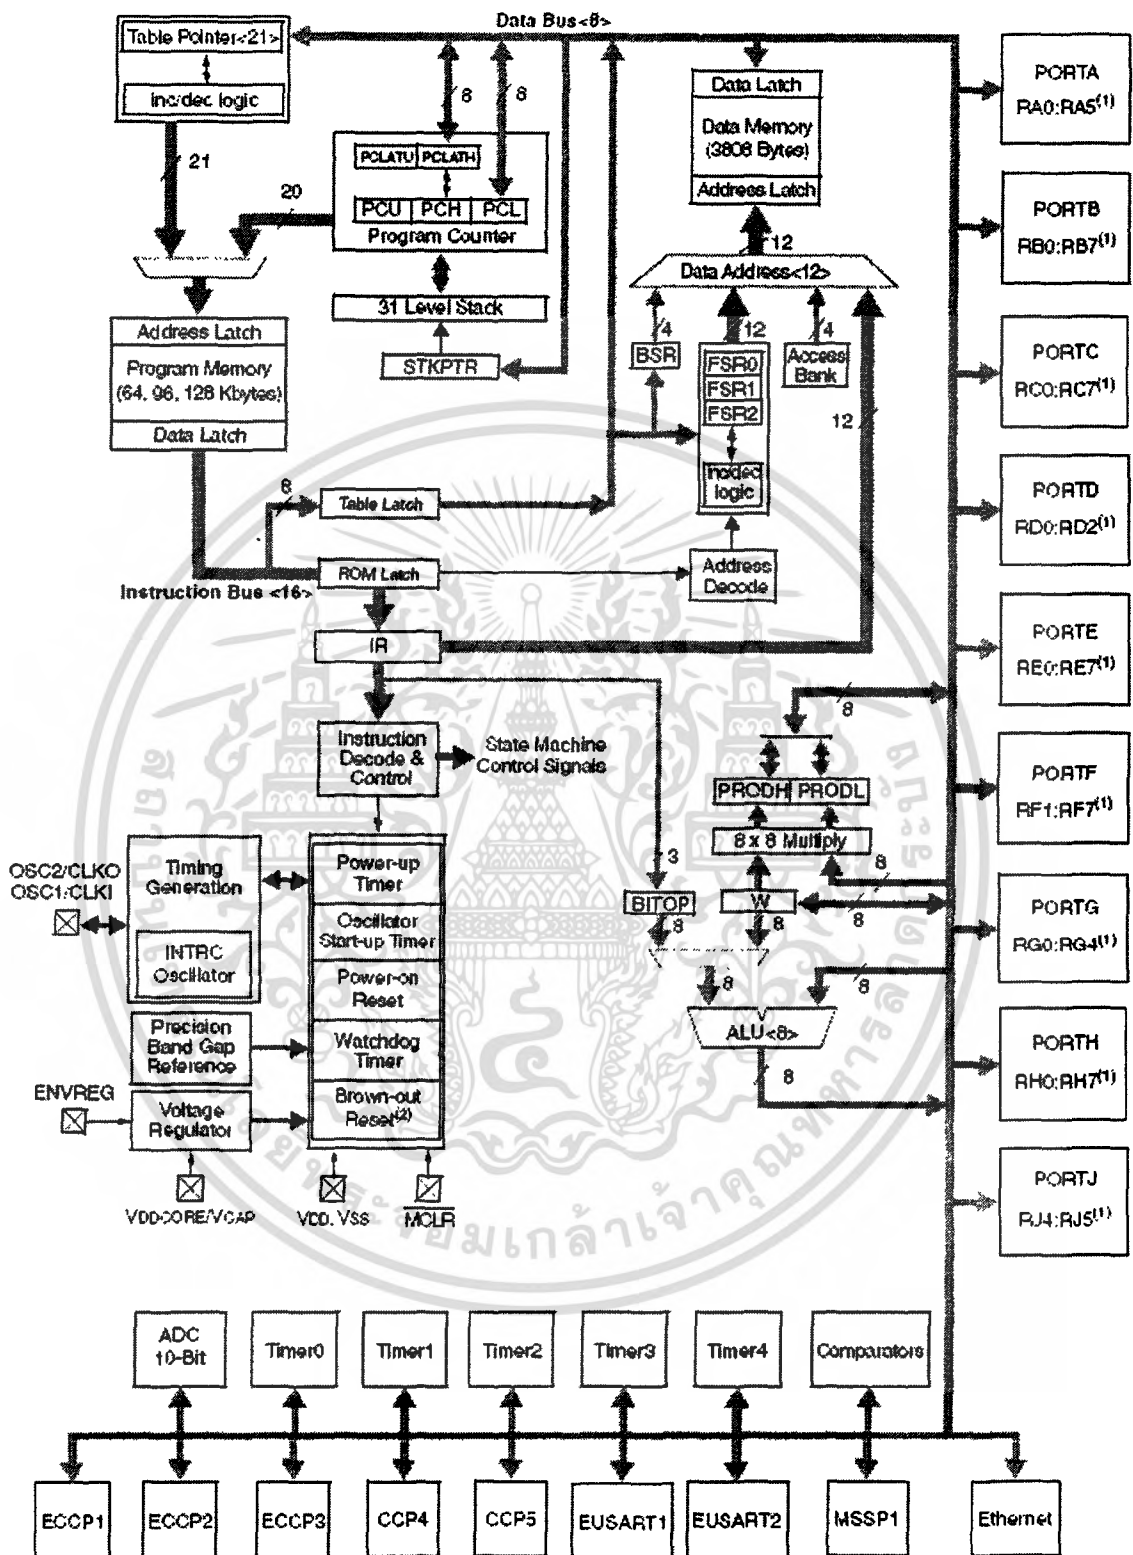 Data Bus<8>
Table Pointer<21>
inc/dec logic
21
20
8
8
PCLATU PCLATH
PCU PCH PCL
Program Counter
31 Level Stack
STKPTR
Data Latch
Data Memory
(3808 Bytes)
Address Latch
12
Data Address<12>
4
12
4
BSR
FSR0
FSR1
FSR2
inc/dec
logic
Access
Bank
12
Address Latch
Program Memory
(64, 96, 128 Kbytes)
Data Latch
8
Table Latch
ROM Latch
Instruction Bus <16>
Address
Decode
IR
Instruction
Decode &
Control
State Machine
Control Signals
8
PRODH PRODL
8 x 8 Multiply
3
8
BITOP
W
8
8
8
8
8
ALU<8>
8
OSC2/CLKO
OSC1/CLKI
Timing
Generation
INTRC
Oscillator
Precision
Band Gap
Reference
ENVREG
Voltage
Regulator
Power-up
Timer
Oscillator
Start-up Timer
Power-on
Reset
Watchdog
Timer
Brown-out
Reset(2)
VDDCORE/VCAP
VDD, VSS
MCLR
PORTA
RA0:RA5(1)
PORTB
RB0:RB7(1)
PORTC
RC0:RC7(1)
PORTD
RD0:RD2(1)
PORTE
RE0:RE7(1)
PORTF
RF1:RF7(1)
PORTG
RG0:RG4(1)
PORTH
RH0:RH7(1)
PORTJ
RJ4:RJ5(1)
ADC
10-Bit
Timer0
Timer1
Timer2
Timer3
Timer4
Comparators
ECCP1
ECCP2
ECCP3
CCP4
CCP5
EUSART1
EUSART2
MSSP1
Ethernet